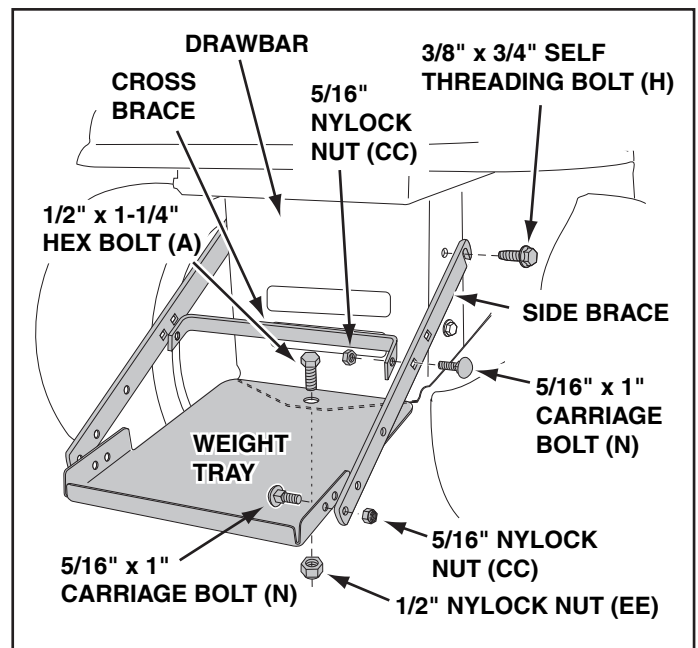 DRAWBAR
3/8" x 3/4" SELF
THREADING BOLT (H)
CROSS
BRACE
5/16"
NYLOCK
NUT (CC)
1/2" x 1-1/4"
HEX BOLT (A)
SIDE BRACE
5/16" x 1"
CARRIAGE
BOLT (N)
WEIGHT
TRAY
5/16" x 1"
CARRIAGE BOLT (N)
5/16" NYLOCK
NUT (CC)
1/2" NYLOCK NUT (EE)